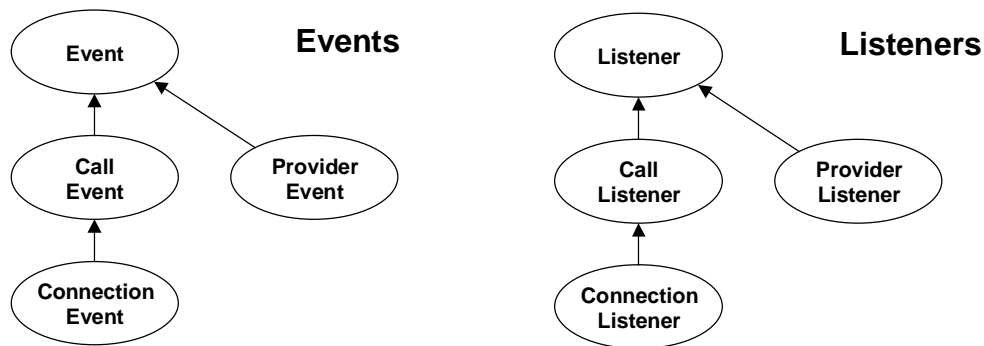 Events
Event
Call
Event
Provider
Event
Connection
Event
Listeners
Listener
Call
Listener
Provider
Listener
Connection
Listener